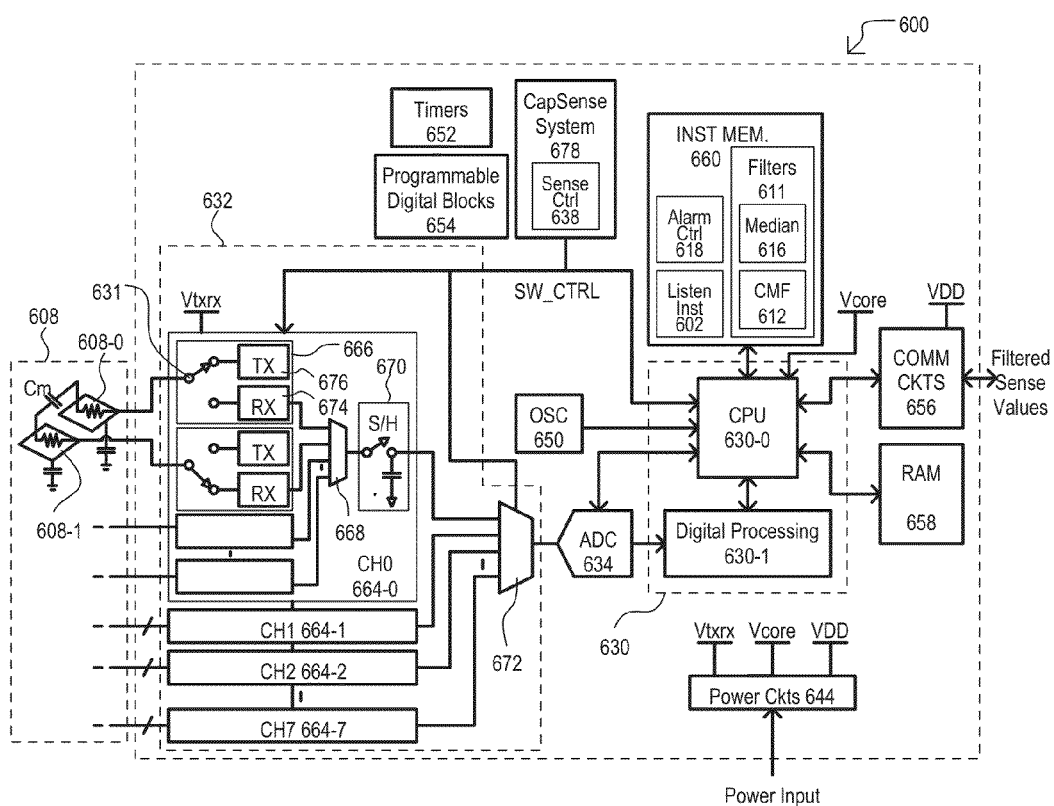 600
Timers
652
CapSense
System
678
Sense
Ctrl
638
INST MEM.
660
Filters
611
Alarm
Ctrl
618
Median
616
Listen
Inst
602
CMF
612
Programmable
Digital Blocks
654
632
SW_CTRL
Vcore
VDD
631
Vtxrx
608
608-0
Cm
TX
666
676
RX
674
670
S/H
TX
RX
668
608-1
CH0
664-0
OSC
650
CPU
630-0
COMM
CKTS
656
Filtered
Sense
Values
RAM
658
ADC
634
Digital Processing
630-1
CH1 664-1
CH2 664-2
CH7 664-7
672
630
Vtxrx
Vcore
VDD
Power Ckts 644
Power Input